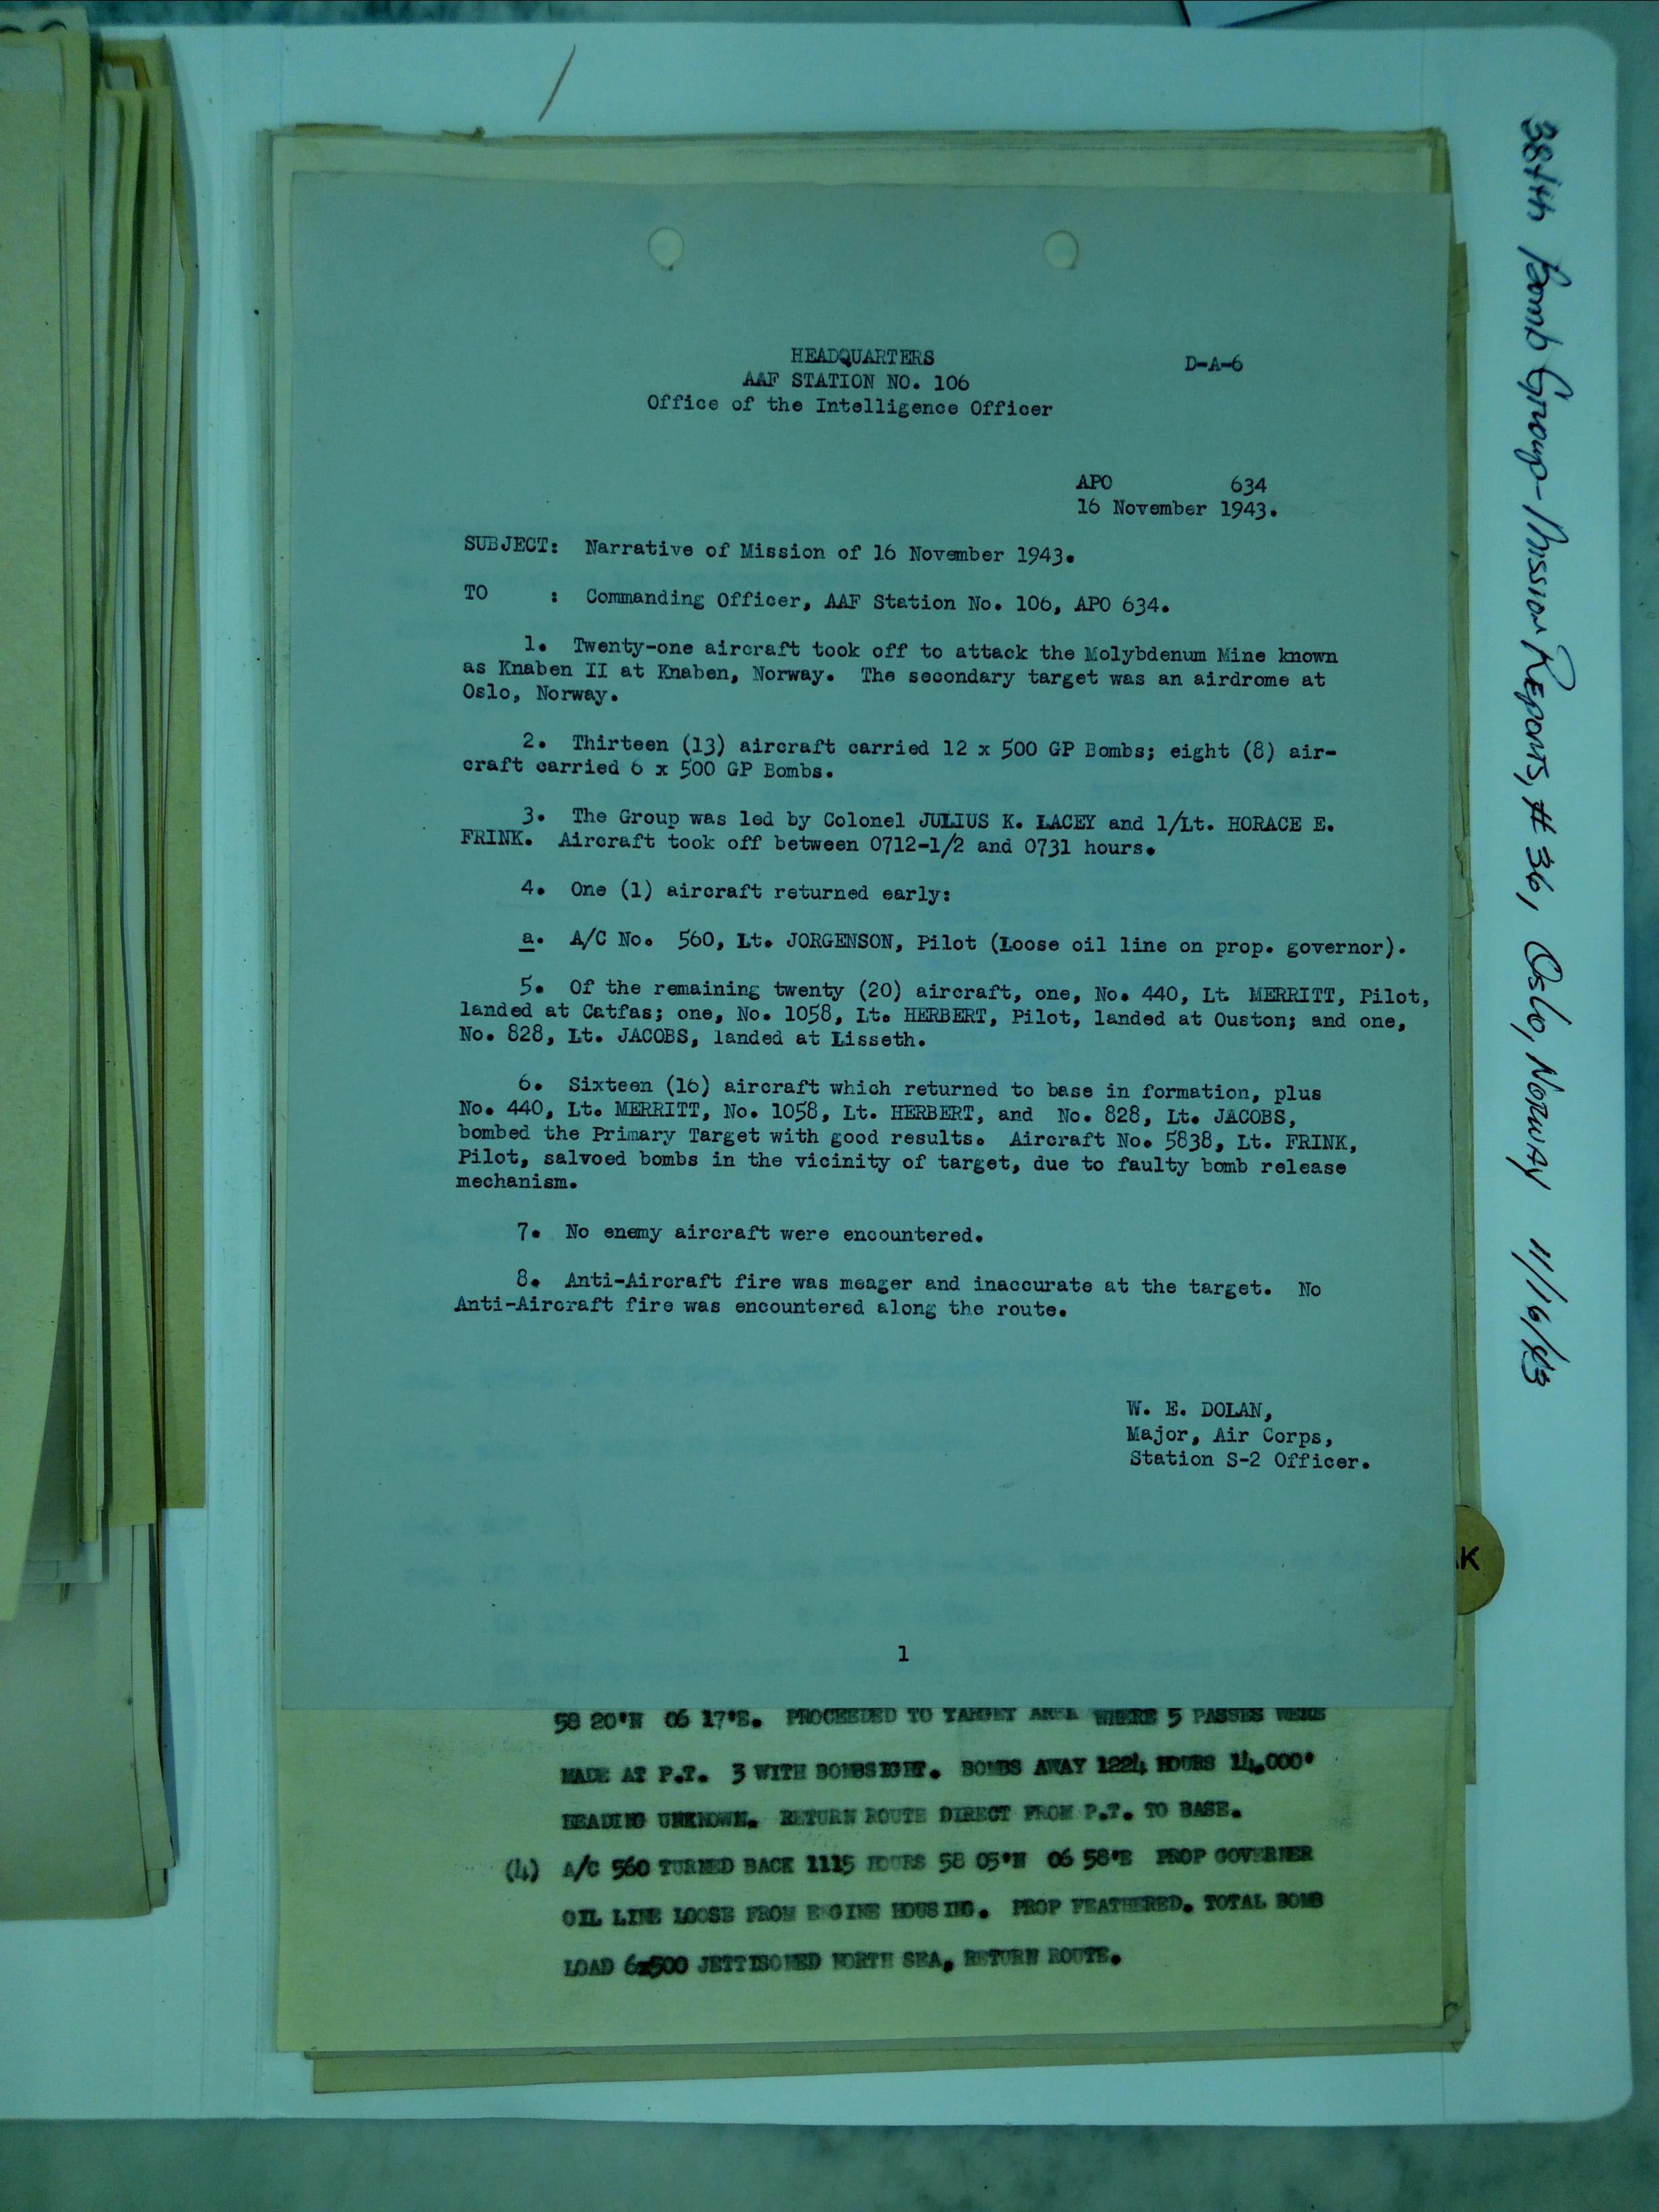 HEADQUARTERS
D-A-6
AAF STATION NO. 106
Office of the Intelligence Officer
APO 634
16 November 1943.
SUBJECT: Narrative of Mission of 16 November 1943.
TO : Commanding Officer, AAF Station No. 106, APO 634.
1. Twenty-one aircraft took off to attack the Molybdenum Mine known
as Knaben II at Knaben, Norway. The secondary target was an airdrome at
Oslo, Norway.
2. Thirteen (13) aircraft carried 12 x 500 GP Bombs; eight (8) air-
craft carried 6 x 500 GP Bombs.
3. The Group was led by Colonel JULIUS K. LACEY and 1/Lt. HORACE E.
FRINK. Aircraft took off between 0712-1/2 and 0731 hours.
4. One (1) aircraft returned early:
a. A/C No. 560, Lt. JORGENSON, Pilot (Loose oil line on prop. governor).
5. Of the remaining twenty (20) aircraft, one, No. 440, Lt. MERRITT, Pilot,
landed at Catfas; one, No. 1058, Lt. HERBERT, Pilot, landed at Ouston; and one,
No. 828, Lt. JACOBS, landed at Lisseth.
6. Sixteen (16) aircraft which returned to base in formation, plus
No. 440, Lt. MERRITT, No. 1058, Lt. HERBERT, and No. 828, Lt. JACOBS,
bombed the Primary Target with good results. Aircraft No. 5838, Lt. FRINK,
Pilot, salvoed bombs in the vicinity of target, due to faulty bomb release
mechanism.
7. No enemy aircraft were encountered.
8. Anti-Aircraft fire was meager and inaccurate at the target. No
Anti-Aircraft fire was encountered along the route.
W. E. DOLAN,
Major, Air Corps,
Station S-2 Officer.
1
58 20'N 06 17'E. PROCEEDED TO TARGET AREA WHERE 5 PASSES WERE
MADE AT P.T. 3 WITH BOMBSIGHT. BOMBS AWAY 1224 HOURS 14,000'
HEADING UNKNOWN. RETURN ROUTE DIRECT FROM P.T. TO BASE.
(4) A/C 560 TURNED BACK 1115 HOURS 58 05'N 06 58'E PROP GOVERNER
OIL LINE LOOSE FROM ENGINE HOUSING. PROP FEATHERED. TOTAL BOMB
LOAD 6x500 JETTISONED NORTH SEA, RETURN ROUTE.
384th Bomb Group - Mission Reports, #36, Oslo, Norway 11/16/43